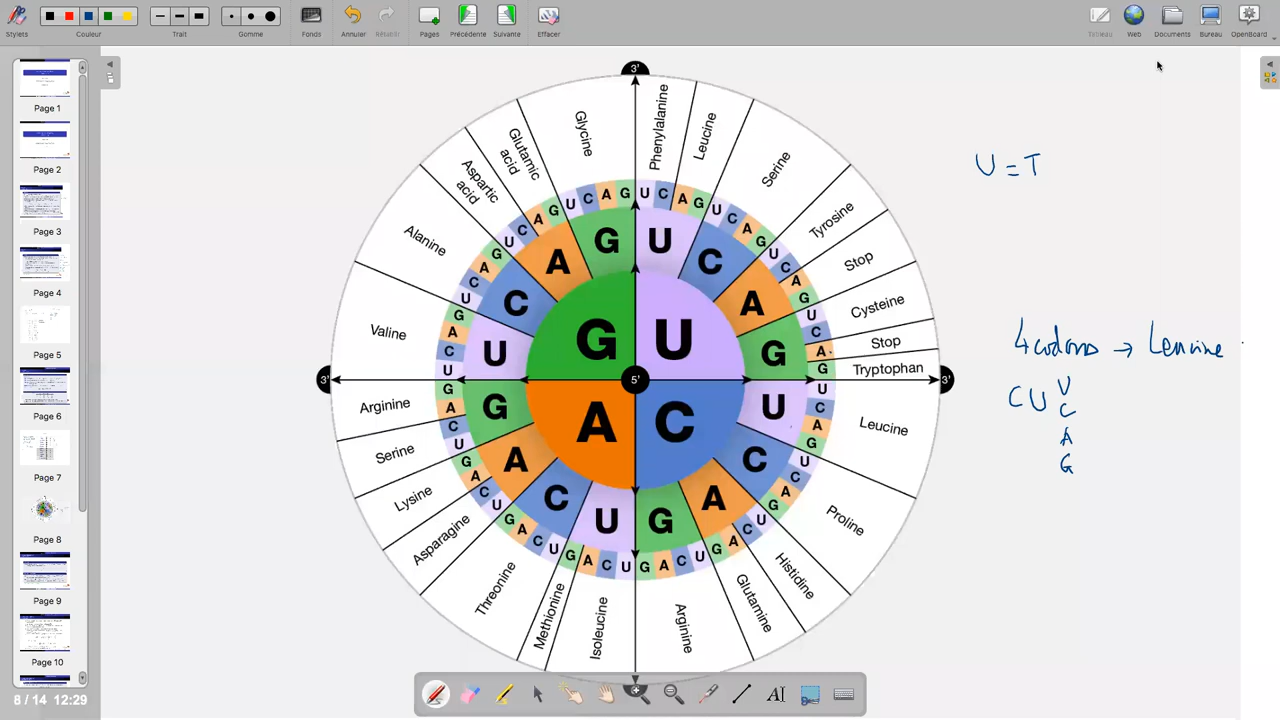 Stylets
Couleur
Trait
Gomme
Fonds
Annuler
Rétablir
Pages
Précédente
Suivante
Effacer
Tableau
Web
Documents
Bureau
OpenBoard
Page 1
Page 2
Page 3
Page 4
Page 5
Page 6
Page 7
Page 8
Page 9
Page 10
8 / 14 12:29
3'
3'
3'
5'
G U
A C
U C A G
U C A G
G A C U
G A C U
U C A G U C A G U C A G U C A G
U C A G U C A G U C A G U C A G
U C A G U C A G U C A G U C A G
U C A G U C A G U C A G U C A G
Phenylalanine
Leucine
Serine
Tyrosine
Stop
Cysteine
Stop
Tryptophan
Leucine
Proline
Histidine
Glutamine
Arginine
Isoleucine
Methionine
Threonine
Asparagine
Lysine
Serine
Arginine
Valine
Alanine
Aspartic
acid
Glutamic
acid
Glycine
U = T
4 codons → Leucine
CU U
C
A
G